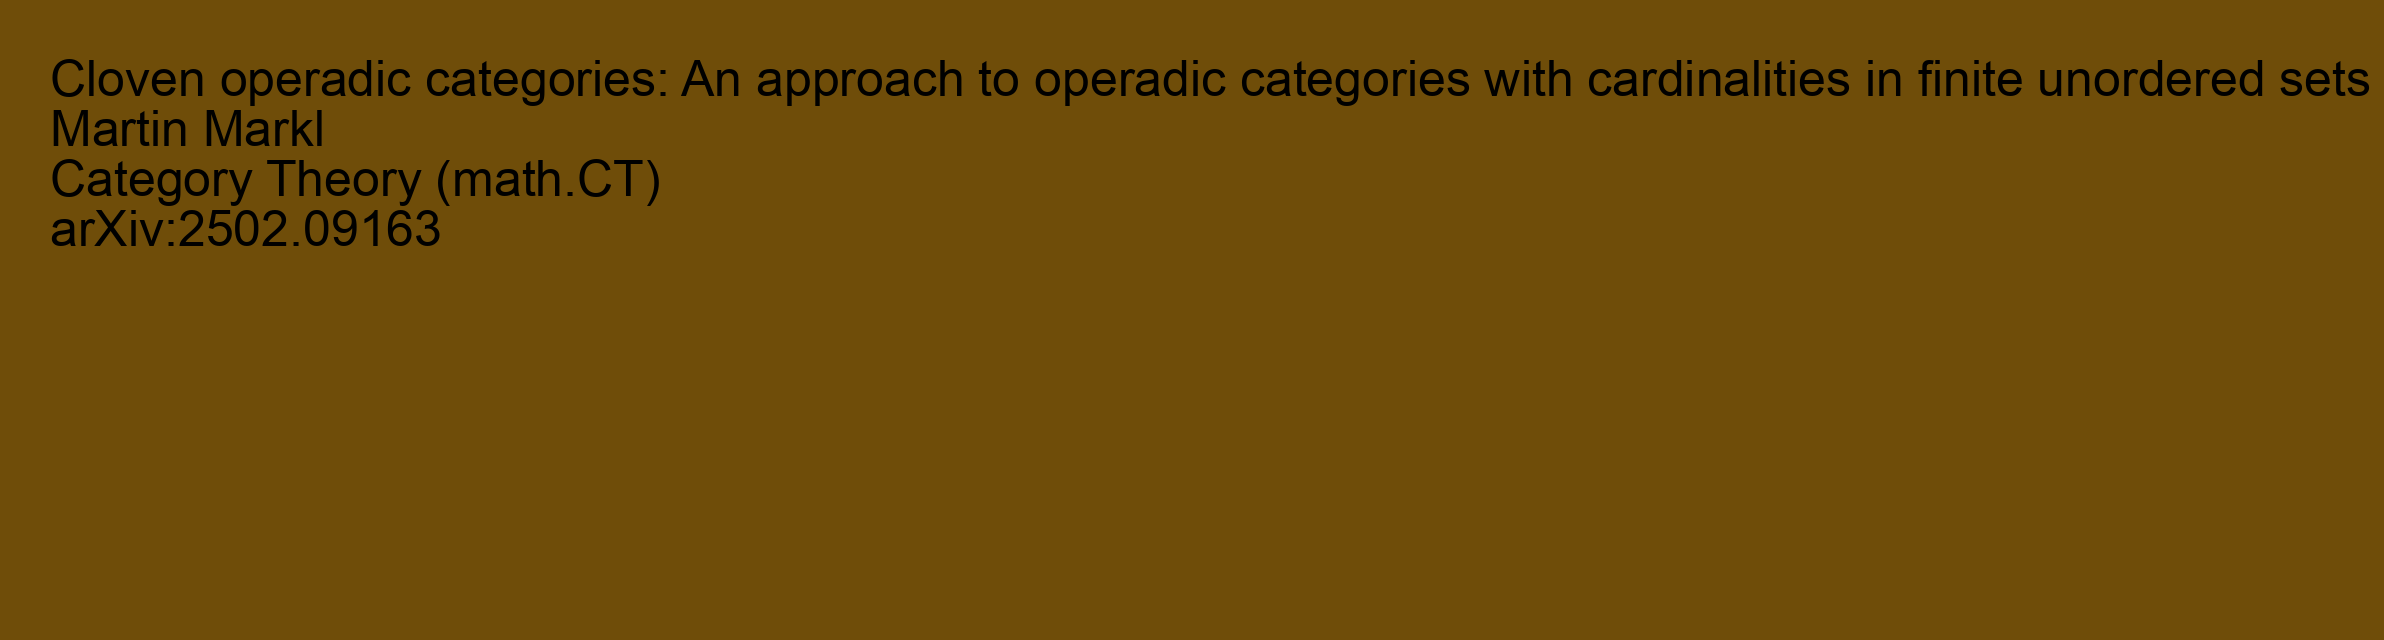 Cloven operadic categories: An approach to operadic categories with cardinalities in finite unordered sets
Martin Markl
Category Theory (math.CT)
arXiv:2502.09163